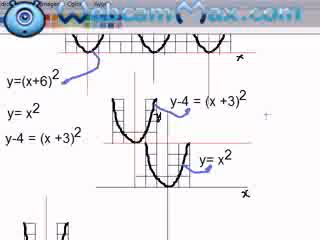 WebcamMax.com
x
y=(x+6)²
y-4 = (x +3)²
y
y= x²
y-4 = (x +3)²
y= x²
x